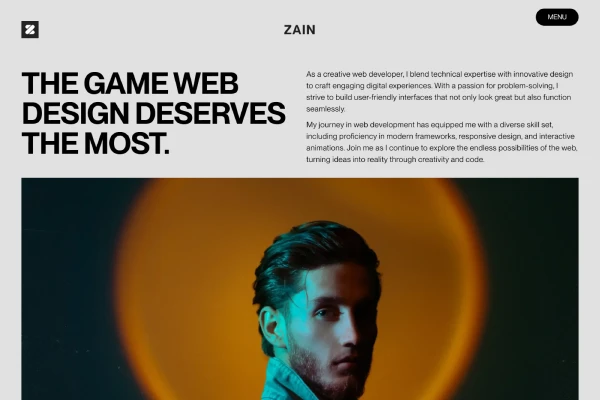 Z
ZAIN
MENU
THE GAME WEB
DESIGN DESERVES
THE MOST.
As a creative web developer, I blend technical expertise with innovative design
to craft engaging digital experiences. With a passion for problem-solving, I
strive to build user-friendly interfaces that not only look great but also function
seamlessly.
My journey in web development has equipped me with a diverse skill set,
including proficiency in modern frameworks, responsive design, and interactive
animations. Join me as I continue to explore the endless possibilities of the web,
turning ideas into reality through creativity and code.